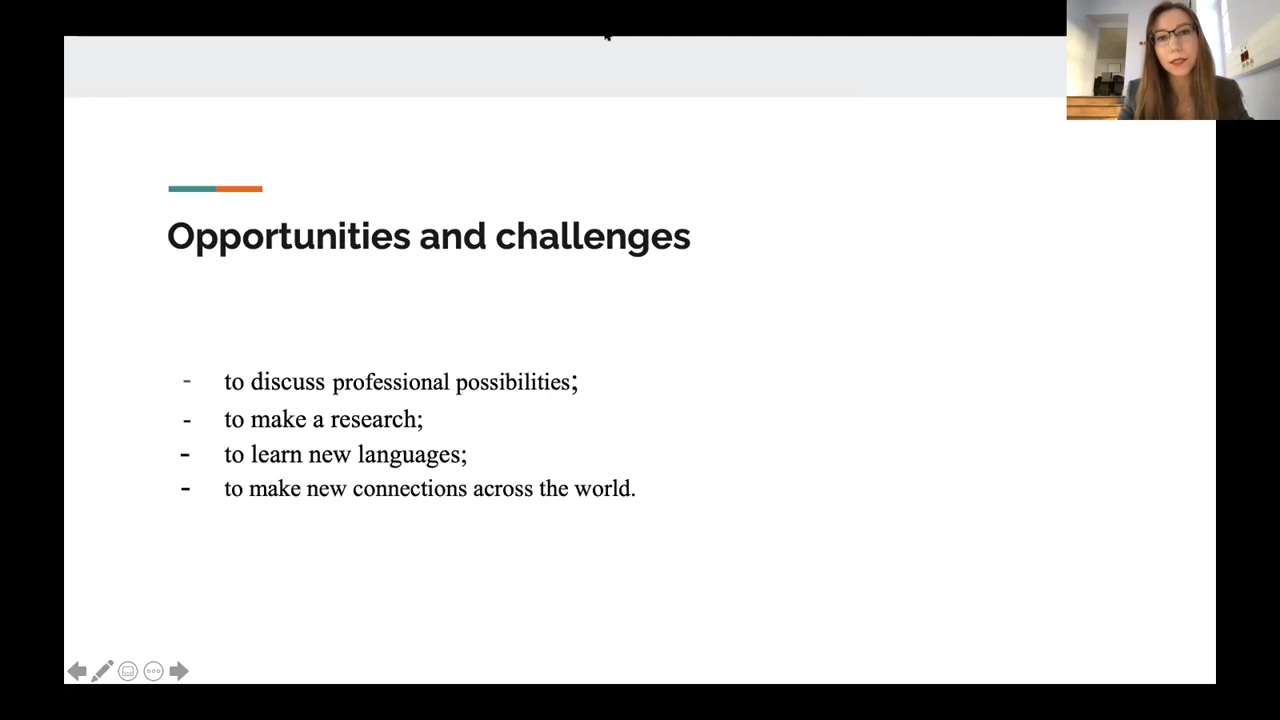 Opportunities and challenges
- to discuss professional possibilities;
- to make a research;
- to learn new languages;
- to make new connections across the world.